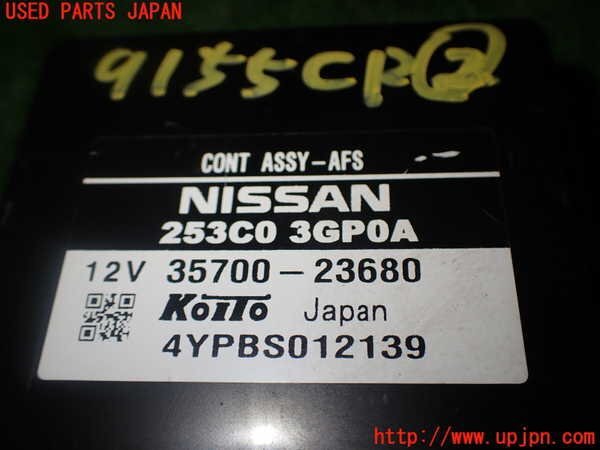 USED PARTS JAPAN
9155CP②
CONT ASSY-AFS
NISSAN
253C0 3GP0A
12V 35700-23680
KOITO Japan
4YPBS012139
https://www.upjpn.com/